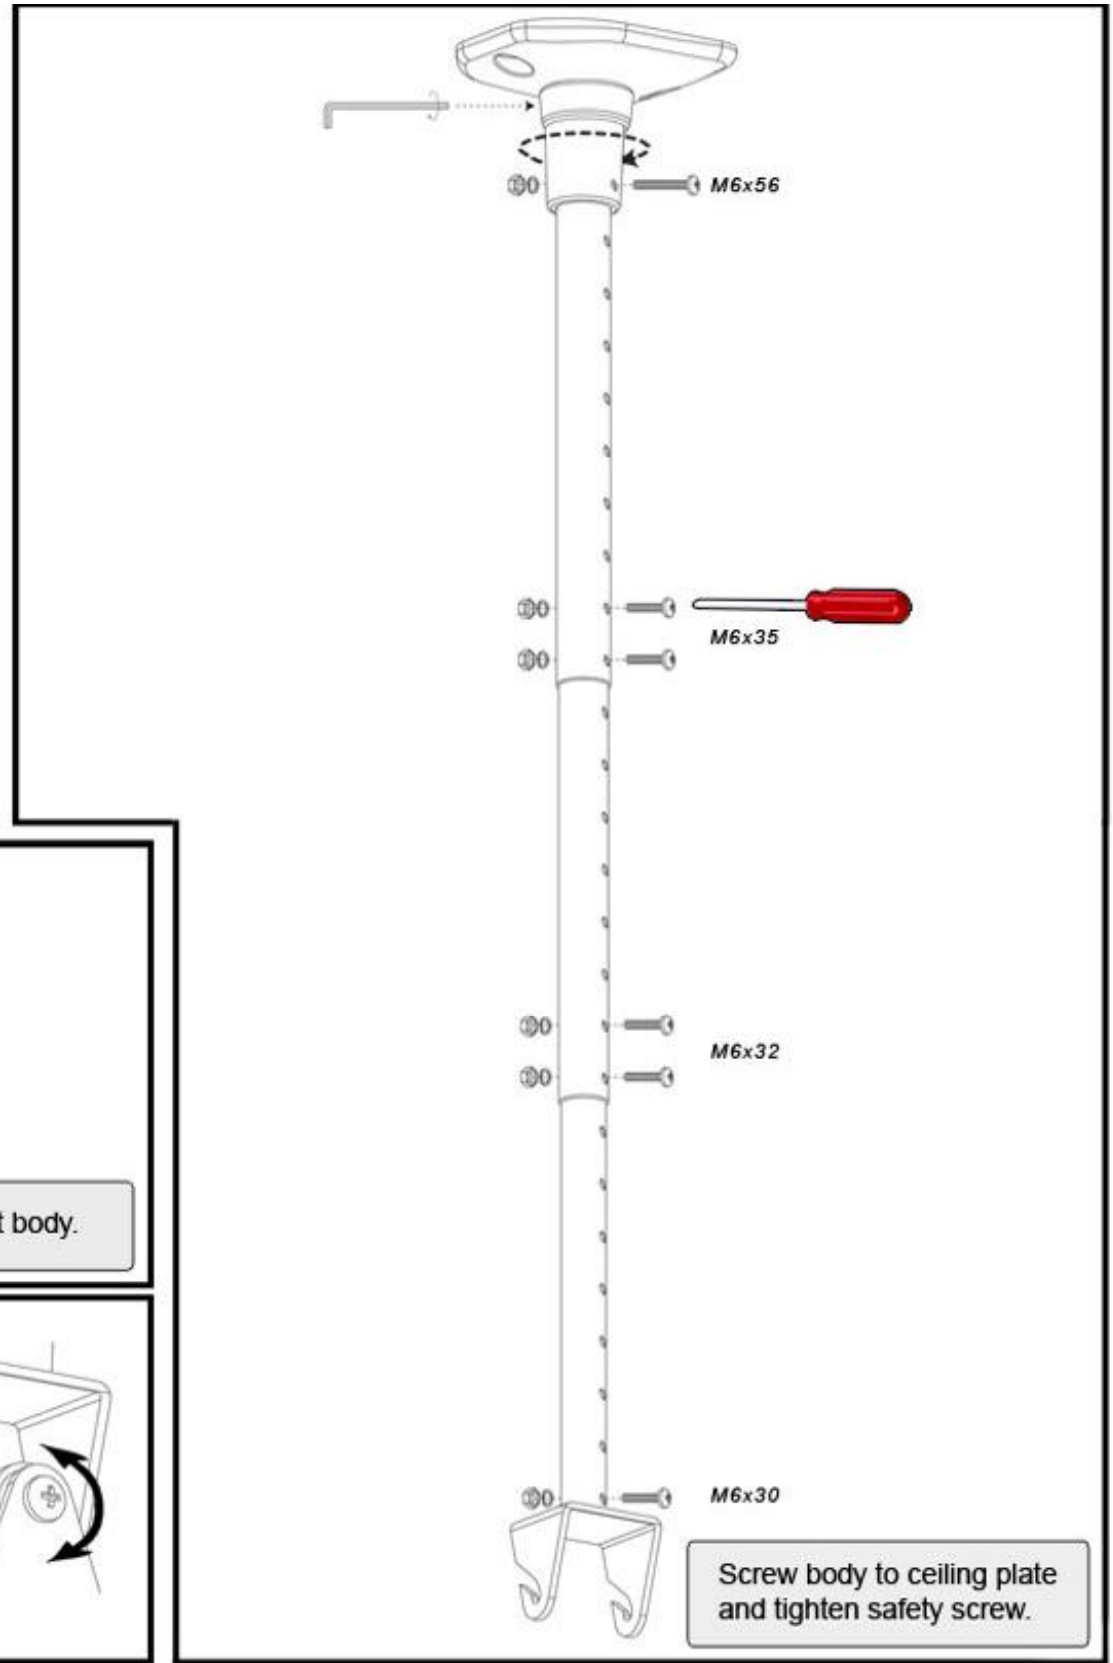 M6x56
M6x35
M6x32
t body.
M6x30
Screw body to ceiling plate
and tighten safety screw.